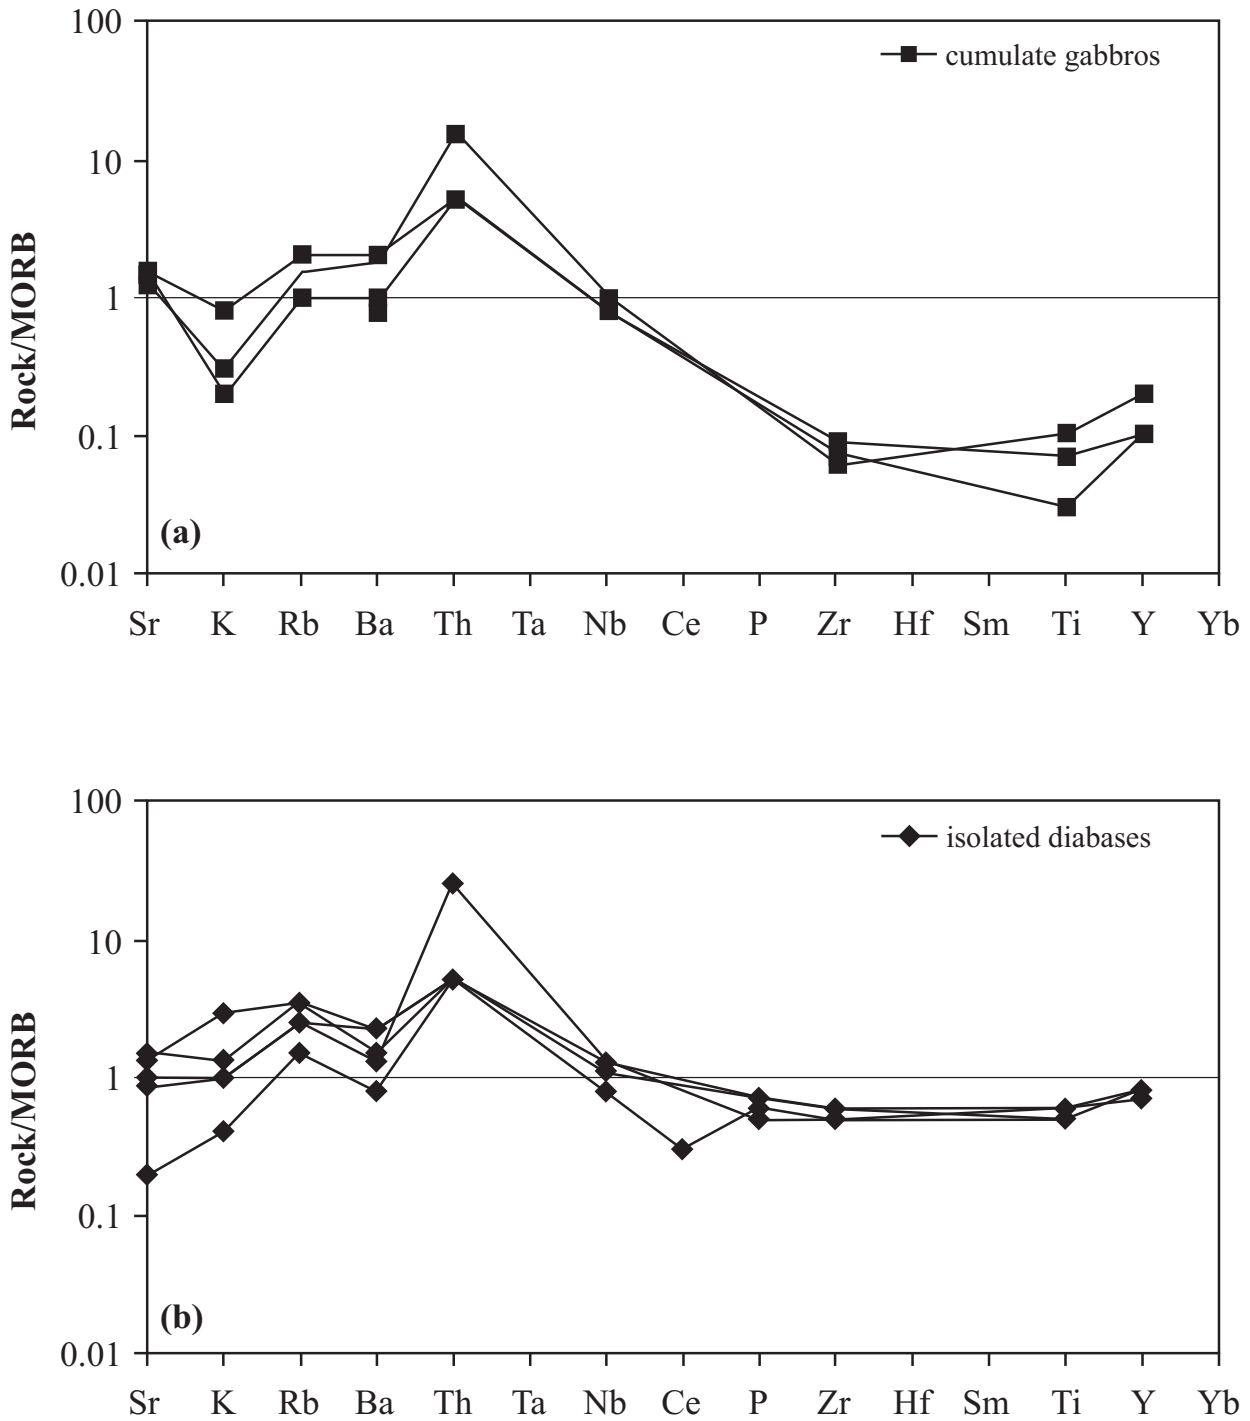 100
cumulate gabbros
10
Rock/MORB
1
0.1
(a)
0.01
Sr K Rb Ba Th Ta Nb Ce P Zr Hf Sm Ti Y Yb
100
isolated diabases
10
Rock/MORB
1
0.1
(b)
0.01
Sr K Rb Ba Th Ta Nb Ce P Zr Hf Sm Ti Y Yb